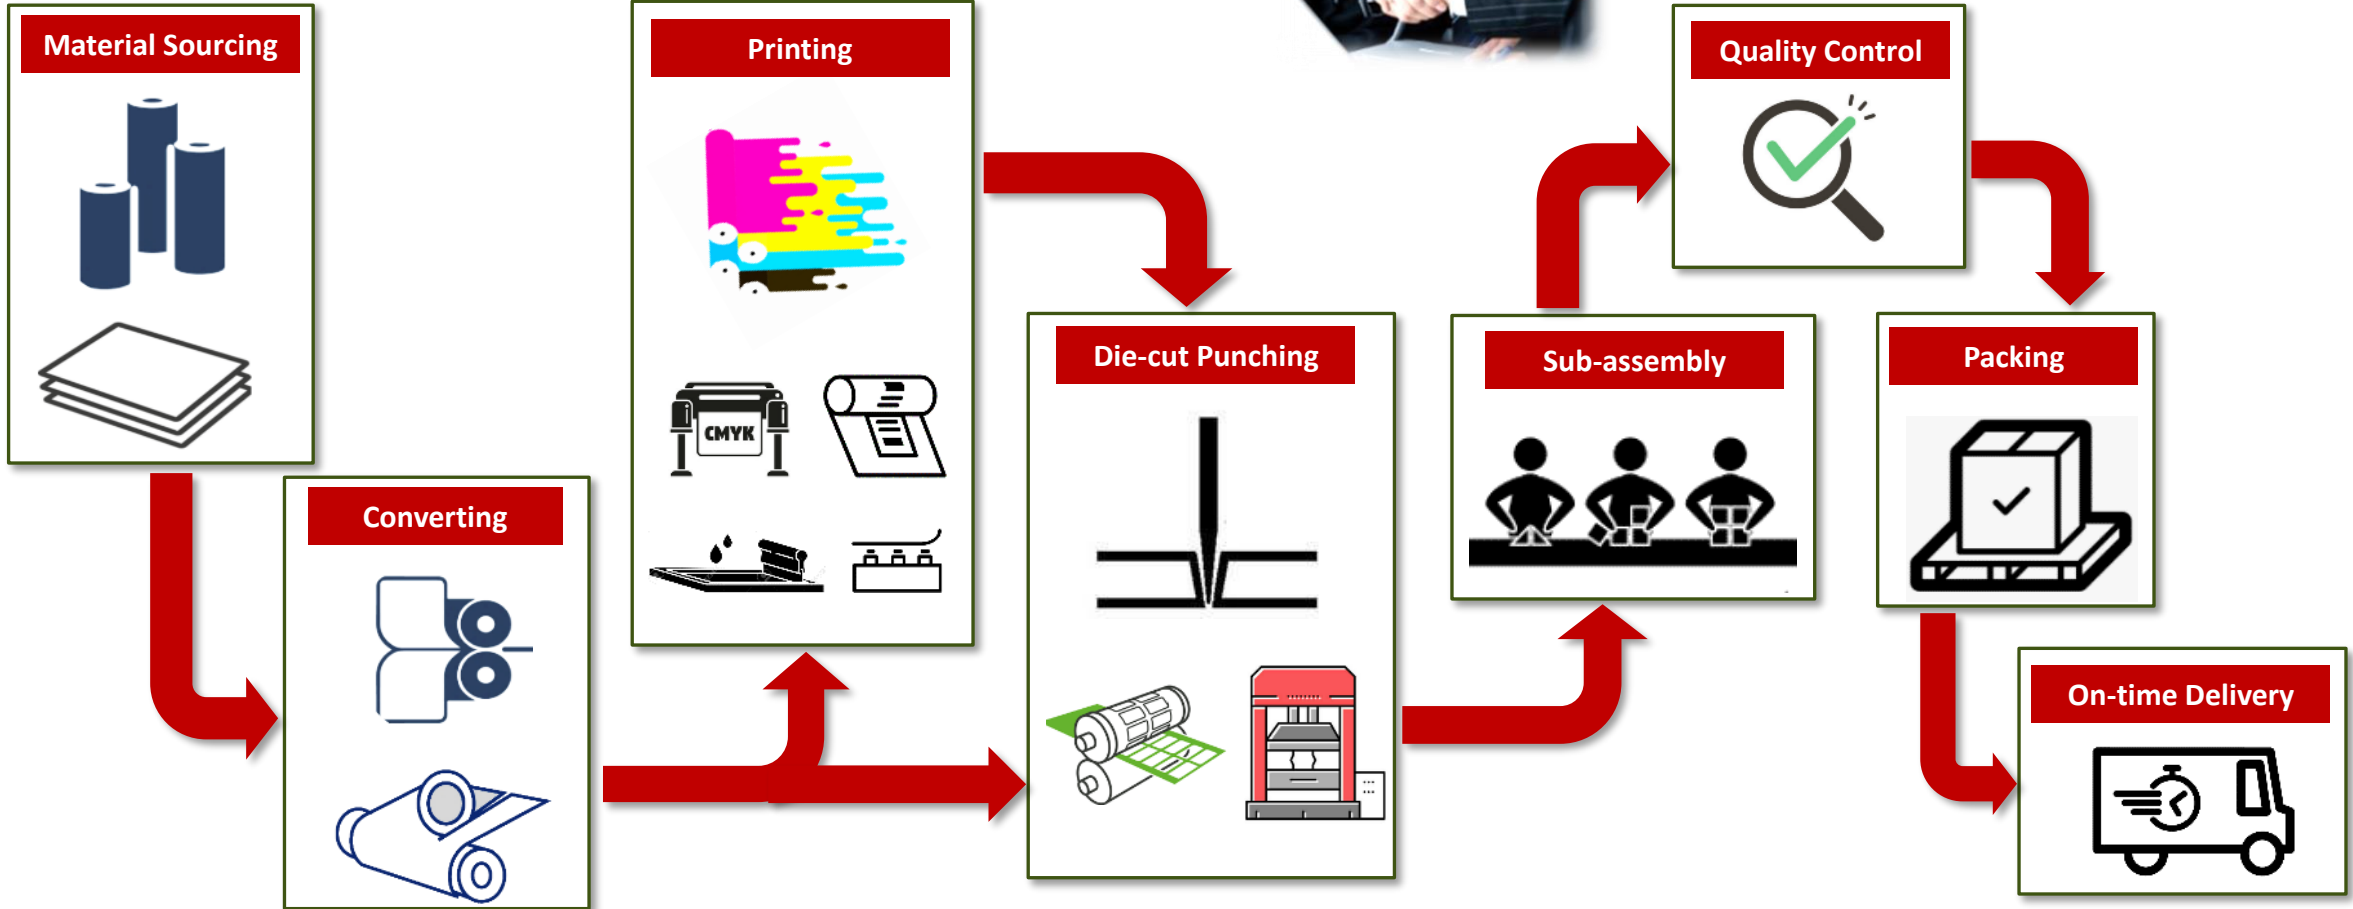 Material Sourcing
Converting
Printing
CMYK
Die-cut Punching
Sub-assembly
Quality Control
Packing
On-time Delivery